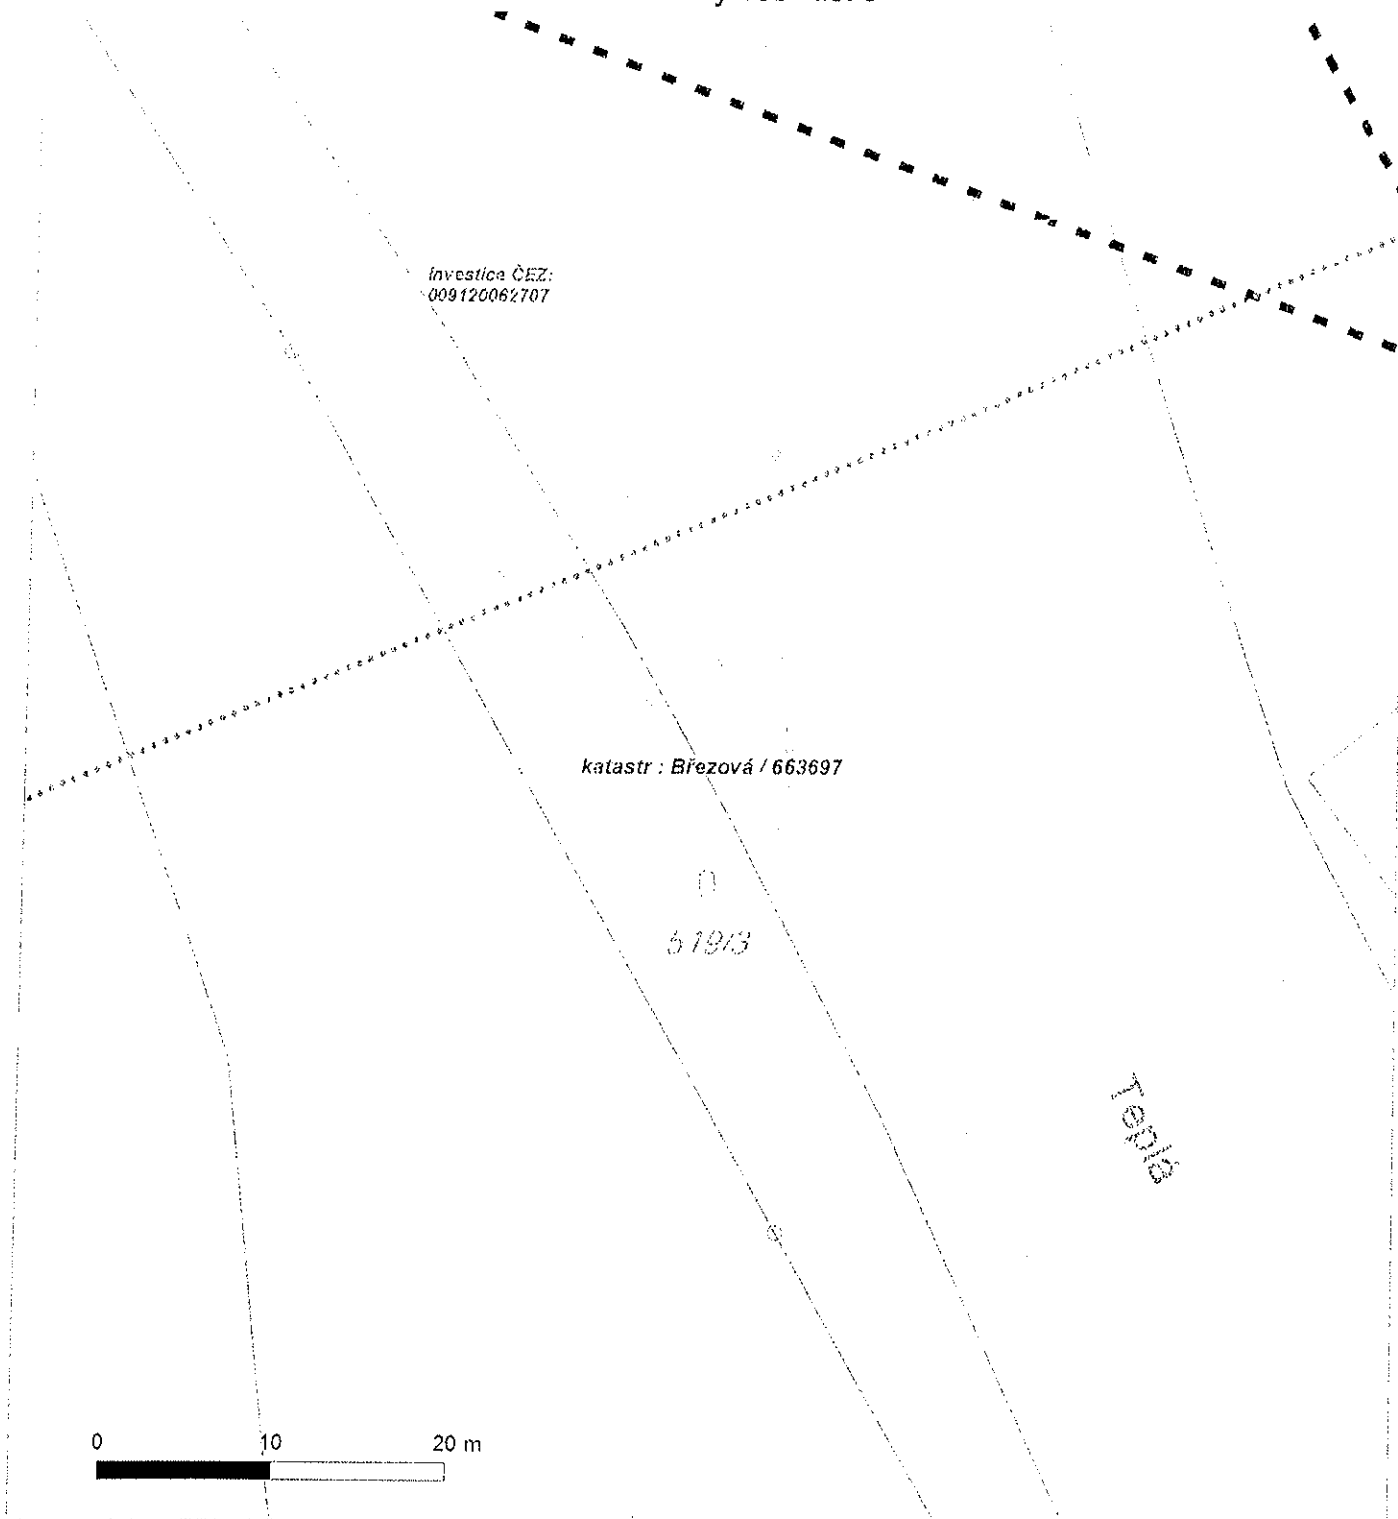 Investice ČEZ:
009120062707
katastr : Březová / 663697
519/3
Teplá
0 10 20 m